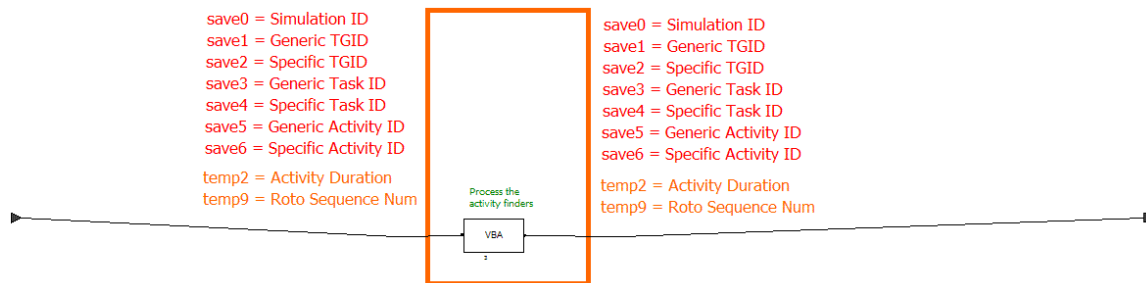 save0 = Simulation ID
save1 = Generic TGID
save2 = Specific TGID
save3 = Generic Task ID
save4 = Specific Task ID
save5 = Generic Activity ID
save6 = Specific Activity ID
temp2 = Activity Duration
temp9 = Roto Sequence Num
Process the
activity finders
VBA
save0 = Simulation ID
save1 = Generic TGID
save2 = Specific TGID
save3 = Generic Task ID
save4 = Specific Task ID
save5 = Generic Activity ID
save6 = Specific Activity ID
temp2 = Activity Duration
temp9 = Roto Sequence Num